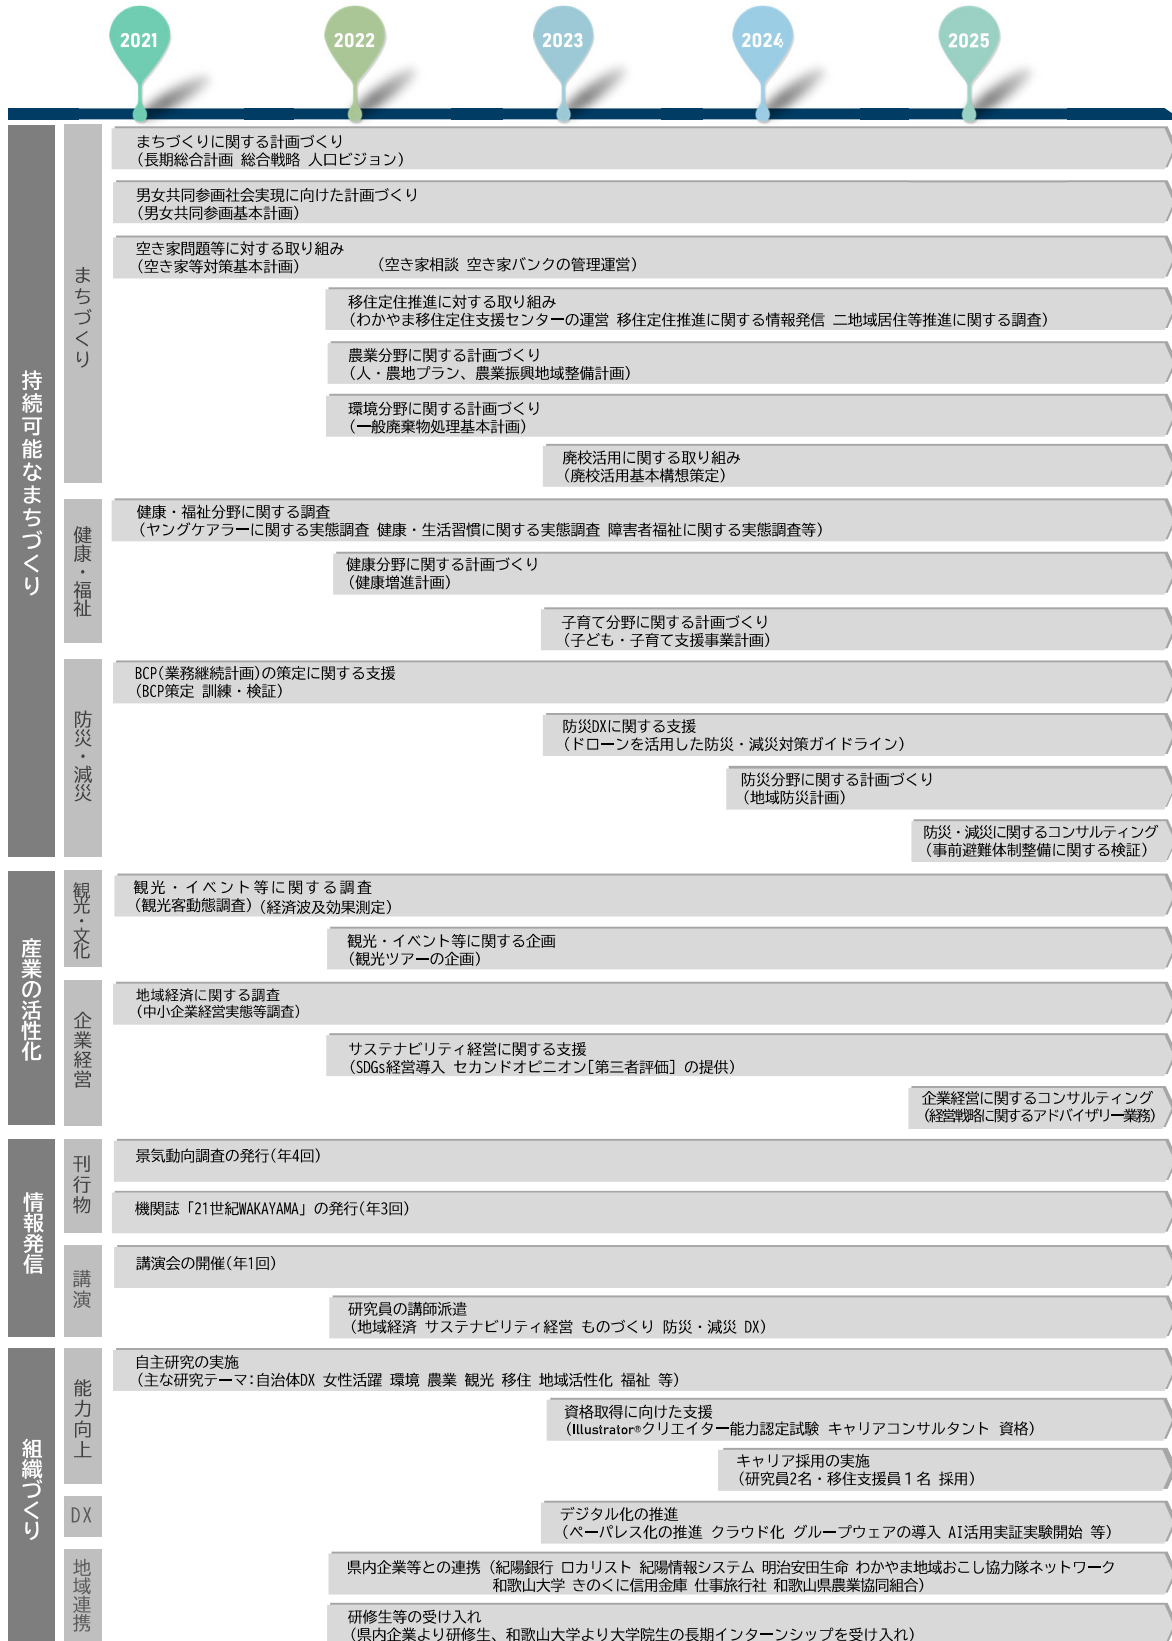 2021
2022
2023
2024
2025
持続可能なまちづくり
まちづくり
まちづくりに関する計画づくり
(長期総合計画 総合戦略 人口ビジョン)
男女共同参画社会実現に向けた計画づくり
(男女共同参画基本計画)
空き家問題等に対する取り組み
(空き家等対策基本計画) (空き家相談 空き家バンクの管理運営)
移住定住推進に対する取り組み
(わかやま移住定住支援センターの運営 移住定住推進に関する情報発信 二地域居住等推進に関する調査)
農業分野に関する計画づくり
(人・農地プラン、農業振興地域整備計画)
環境分野に関する計画づくり
(一般廃棄物処理基本計画)
廃校活用に関する取り組み
(廃校活用基本構想策定)
健康・福祉
健康・福祉分野に関する調査
(ヤングケアラーに関する実態調査 健康・生活習慣に関する実態調査 障害者福祉に関する実態調査等)
健康分野に関する計画づくり
(健康増進計画)
子育て分野に関する計画づくり
(子ども・子育て支援事業計画)
防災・減災
BCP(業務継続計画)の策定に関する支援
(BCP策定 訓練・検証)
防災DXに関する支援
(ドローンを活用した防災・減災対策ガイドライン)
防災分野に関する計画づくり
(地域防災計画)
防災・減災に関するコンサルティング
(事前避難体制整備に関する検証)
産業の活性化
観光・文化
観光・イベント等に関する調査
(観光客動態調査)(経済波及効果測定)
観光・イベント等に関する企画
(観光ツアーの企画)
企業経営
地域経済に関する調査
(中小企業経営実態等調査)
サステナビリティ経営に関する支援
(SDGs経営導入 セカンドオピニオン[第三者評価] の提供)
企業経営に関するコンサルティング
(経営戦略に関するアドバイザリー業務)
情報発信
刊行物
景気動向調査の発行(年4回)
機関誌「21世紀WAKAYAMA」の発行(年3回)
講演
講演会の開催(年1回)
研究員の講師派遣
(地域経済 サステナビリティ経営 ものづくり 防災・減災 DX)
組織づくり
能力向上
自主研究の実施
(主な研究テーマ:自治体DX 女性活躍 環境 農業 観光 移住 地域活性化 福祉 等)
資格取得に向けた支援
(Illustrator®クリエイター能力認定試験 キャリアコンサルタント 資格)
キャリア採用の実施
(研究員2名・移住支援員1名 採用)
DX
デジタル化の推進
(ペーパレス化の推進 クラウド化 グループウェアの導入 AI活用実証実験開始 等)
地域連携
県内企業等との連携(紀陽銀行 ロカリスト 紀陽情報システム 明治安田生命 わかやま地域おこし協力隊ネットワーク
和歌山大学 きのくに信用金庫 仕事旅行社 和歌山県農業協同組合)
研修生等の受け入れ
(県内企業より研修生、和歌山大学より大学院生の長期インターンシップを受け入れ)